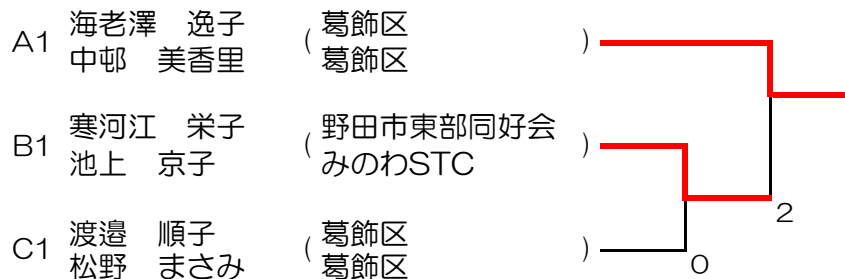 A1 海老澤 逸子 ( 葛飾区 )
中邨 美香里 葛飾区
B1 寒河江 栄子 ( 野田市東部同好会 )
池上 京子 みのわSTC
2
C1 渡邉 順子 ( 葛飾区 )
松野 まさみ 葛飾区
0